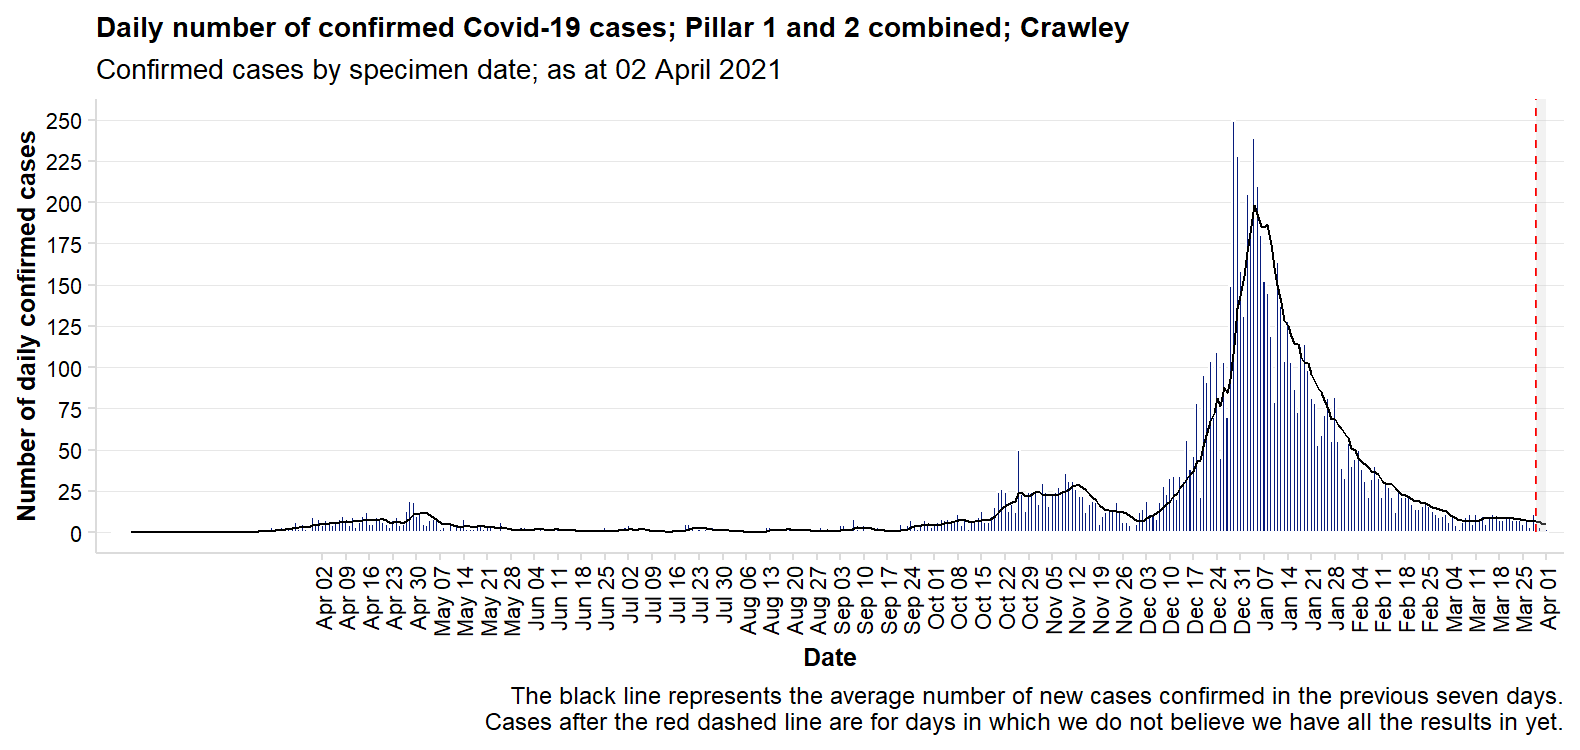 Daily number of confirmed Covid-19 cases; Pillar 1 and 2 combined; Crawley
Confirmed cases by specimen date; as at 02 April 2021
Number of daily confirmed cases
250
225
200
175
150
125
100
75
50
25
0
Apr 02
Apr 09
Apr 16
Apr 23
Apr 30
May 07
May 14
May 21
May 28
Jun 04
Jun 11
Jun 18
Jun 25
Jul 02
Jul 09
Jul 16
Jul 23
Jul 30
Aug 06
Aug 13
Aug 20
Aug 27
Sep 03
Sep 10
Sep 17
Sep 24
Oct 01
Oct 08
Oct 15
Oct 22
Oct 29
Nov 05
Nov 12
Nov 19
Nov 26
Dec 03
Dec 10
Dec 17
Dec 24
Dec 31
Jan 07
Jan 14
Jan 21
Jan 28
Feb 04
Feb 11
Feb 18
Feb 25
Mar 04
Mar 11
Mar 18
Mar 25
Apr 01
Date
The black line represents the average number of new cases confirmed in the previous seven days.
Cases after the red dashed line are for days in which we do not believe we have all the results in yet.